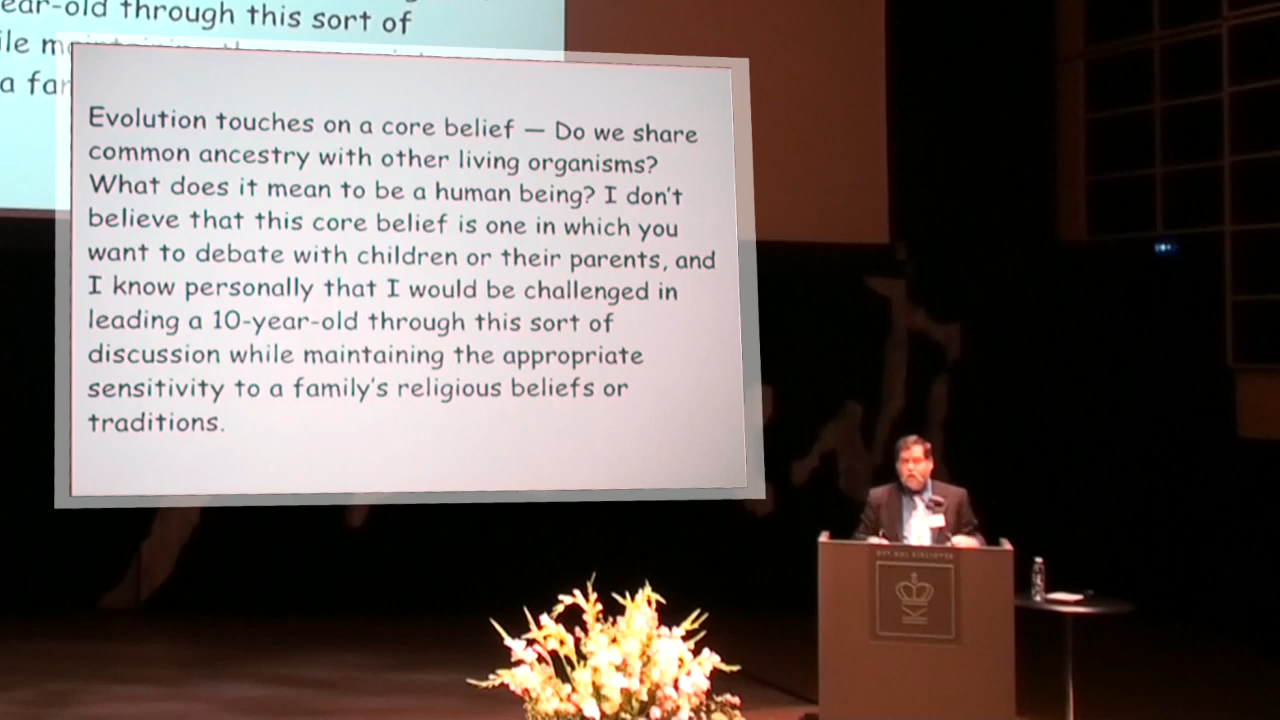 ear-old through this sort of
ile
a far
Evolution touches on a core belief — Do we share
common ancestry with other living organisms?
What does it mean to be a human being? I don't
believe that this core belief is one in which you
want to debate with children or their parents, and
I know personally that I would be challenged in
leading a 10-year-old through this sort of
discussion while maintaining the appropriate
sensitivity to a family's religious beliefs or
traditions.
DET KGL BIBLIOTEK